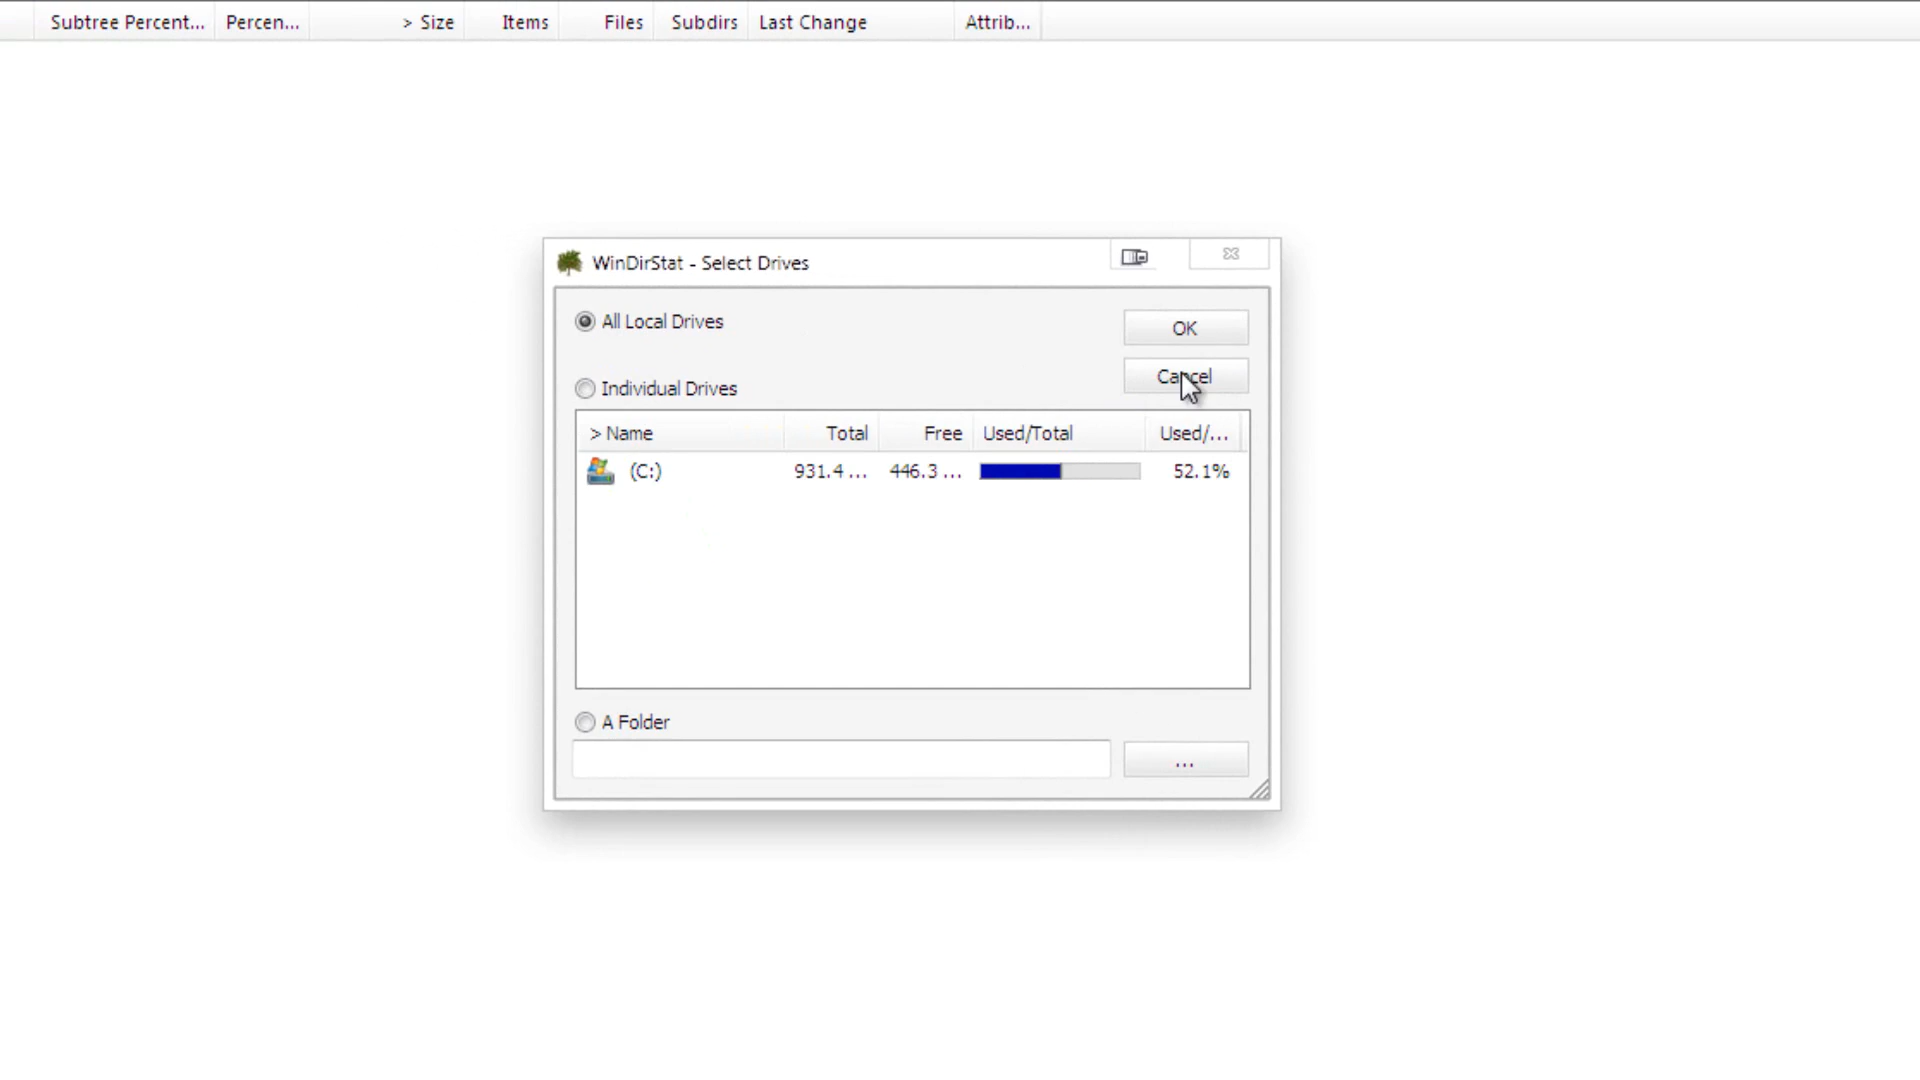 Subtree Percent... Percen... > Size Items Files Subdirs Last Change Attrib...
WinDirStat - Select Drives
All Local Drives
OK
Cancel
Individual Drives
> Name Total Free Used/Total Used/...
(C:) 931.4 ... 446.3 ... 52.1%
A Folder
...